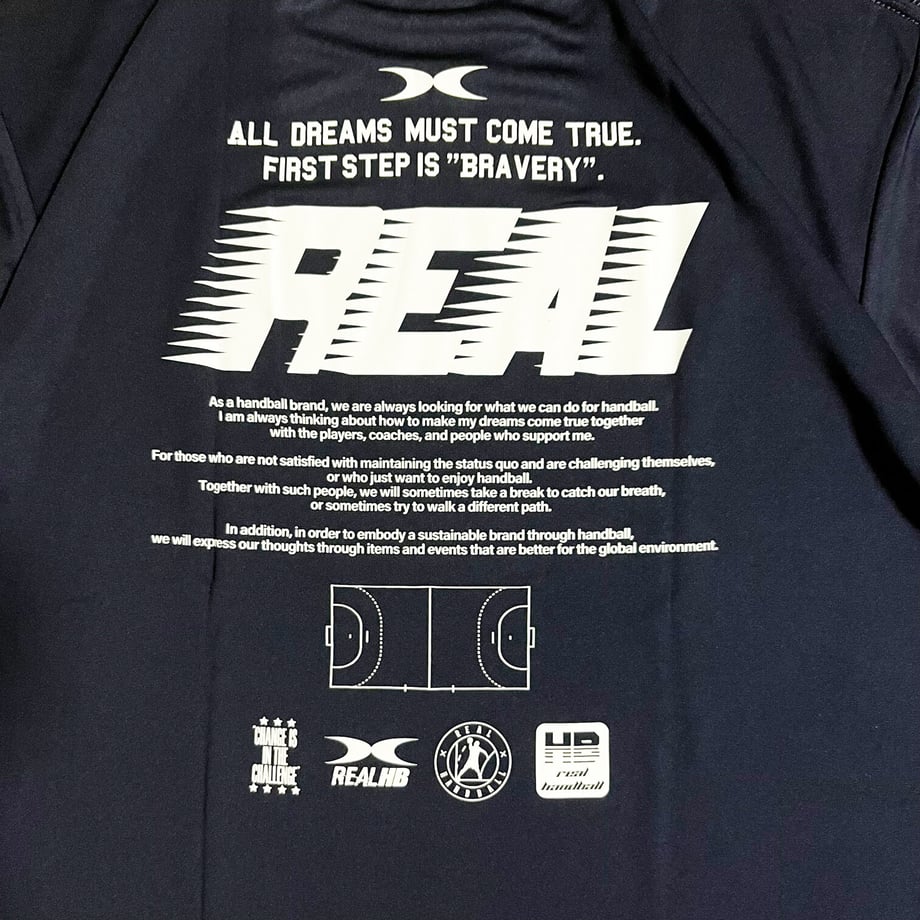 ALL DREAMS MUST COME TRUE.
FIRST STEP IS "BRAVERY".
REAL
As a handball brand, we are always looking for what we can do for handball.
I am always thinking about how to make my dreams come true together
with the players, coaches, and people who support me.
For those who are not satisfied with maintaining the status quo and are challenging themselves,
or who just want to enjoy handball.
Together with such people, we will sometimes take a break to catch our breath,
or sometimes try to walk a different path.
In addition, in order to embody a sustainable brand through handball,
we will express our thoughts through items and events that are better for the global environment.
"CHANGE IS
IN THE
CHALLENGE"
REALHB
REAL
HANDBALL
HB
real
handball